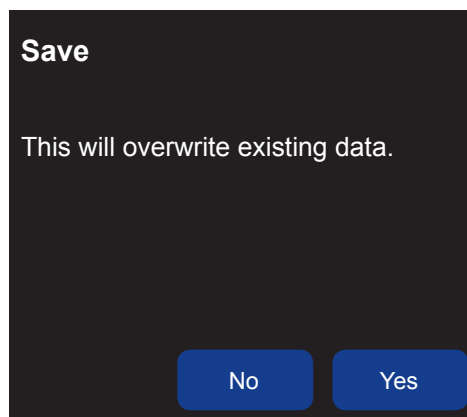 Save
This will overwrite existing data.
No Yes